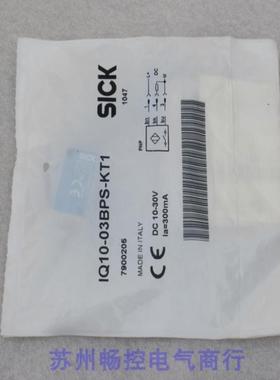 SICK
1047
IQ10-03BPS-KT1
7900205
MADE IN ITALY
CE
DC 10-30V
Ia=300mA
PNP
苏州畅控电气商行